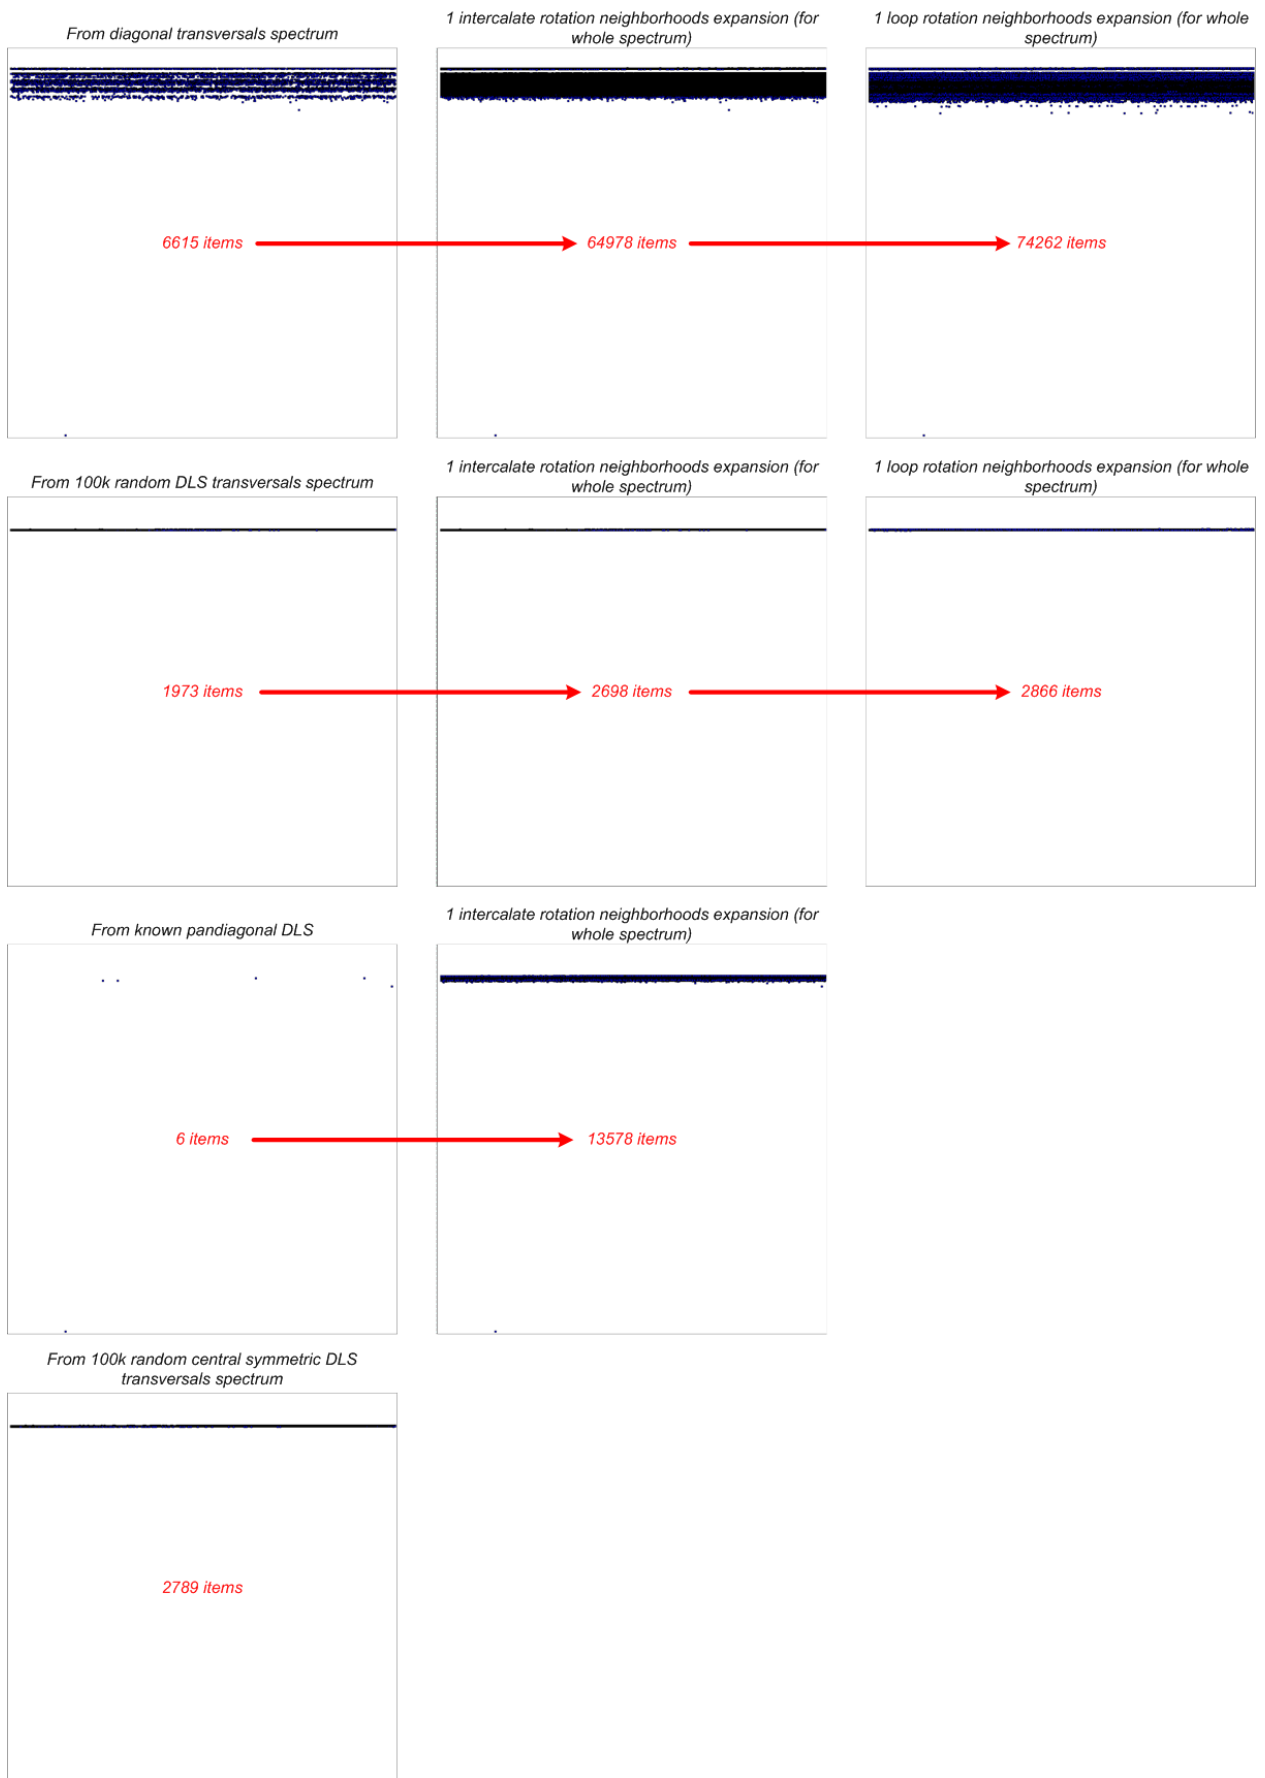 From diagonal transversals spectrum
1 intercalate rotation neighborhoods expansion (for
whole spectrum)
1 loop rotation neighborhoods expansion (for whole
spectrum)
6615 items
64978 items
74262 items
From 100k random DLS transversals spectrum
1 intercalate rotation neighborhoods expansion (for
whole spectrum)
1 loop rotation neighborhoods expansion (for whole
spectrum)
1973 items
2698 items
2866 items
From known pandiagonal DLS
1 intercalate rotation neighborhoods expansion (for
whole spectrum)
6 items
13578 items
From 100k random central symmetric DLS
transversals spectrum
2789 items